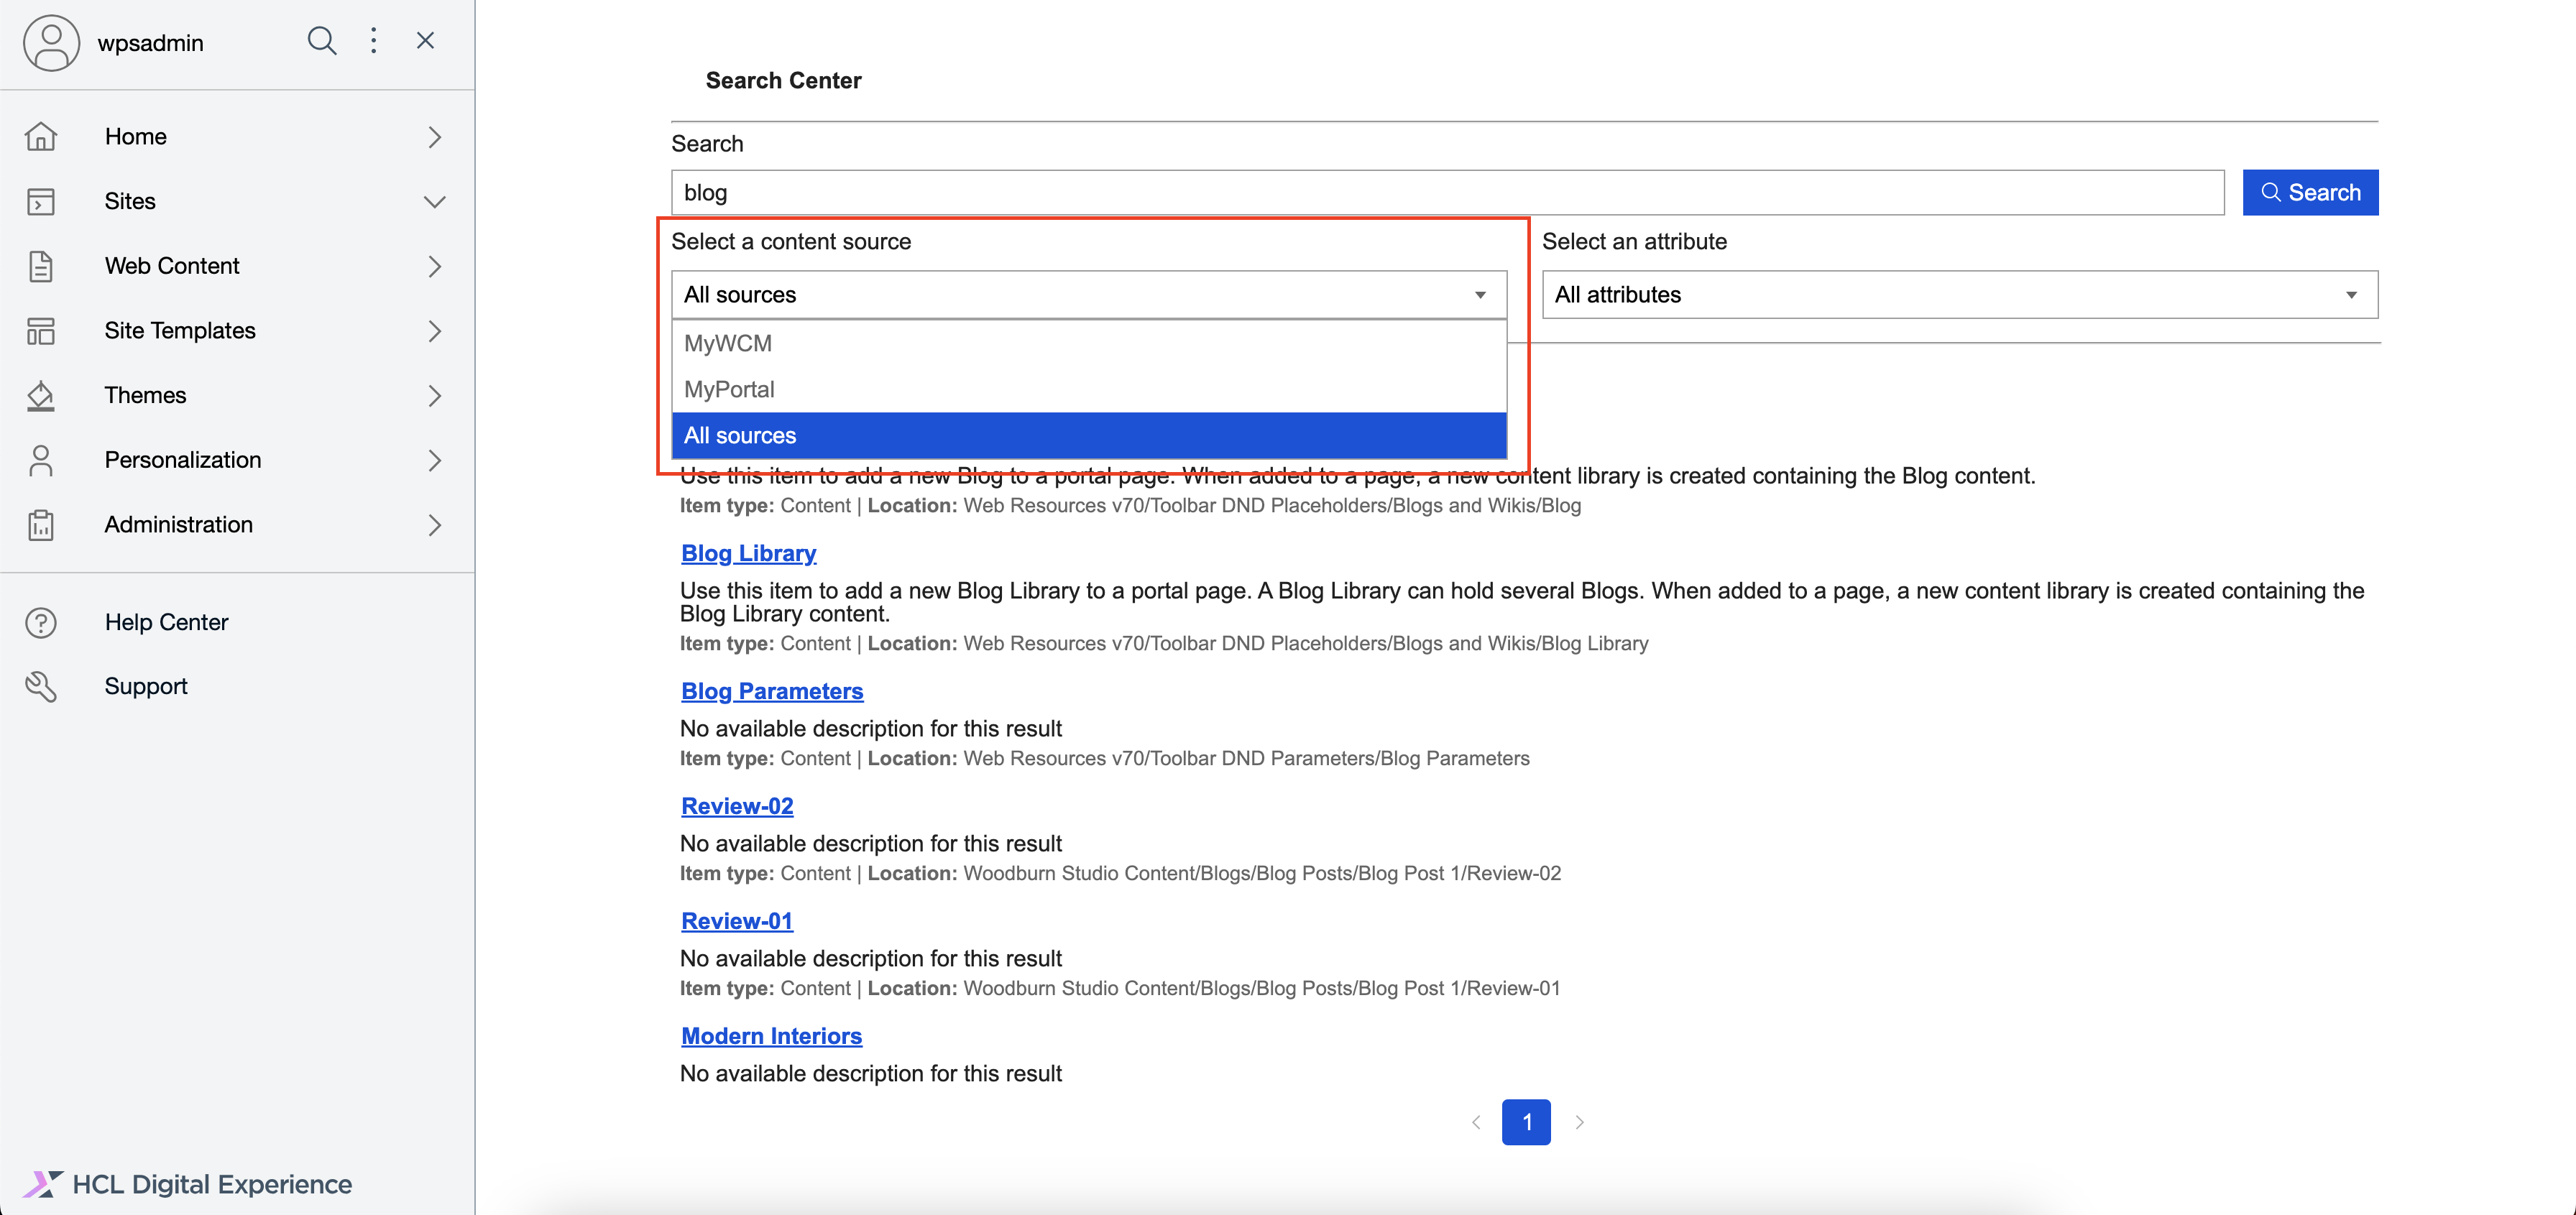 wpsadmin
Home
Sites
Web Content
Site Templates
Themes
Personalization
Administration
Help Center
Support
HCL Digital Experience
Search Center
Search
blog
Search
Select a content source
Select an attribute
All sources
All attributes
MyWCM
MyPortal
All sources
Use this item to add a new Blog to a portal page. When added to a page, a new content library is created containing the Blog content.
Item type: Content | Location: Web Resources v70/Toolbar DND Placeholders/Blogs and Wikis/Blog
Blog Library
Use this item to add a new Blog Library to a portal page. A Blog Library can hold several Blogs. When added to a page, a new content library is created containing the
Blog Library content.
Item type: Content | Location: Web Resources v70/Toolbar DND Placeholders/Blogs and Wikis/Blog Library
Blog Parameters
No available description for this result
Item type: Content | Location: Web Resources v70/Toolbar DND Parameters/Blog Parameters
Review-02
No available description for this result
Item type: Content | Location: Woodburn Studio Content/Blogs/Blog Posts/Blog Post 1/Review-02
Review-01
No available description for this result
Item type: Content | Location: Woodburn Studio Content/Blogs/Blog Posts/Blog Post 1/Review-01
Modern Interiors
No available description for this result
1